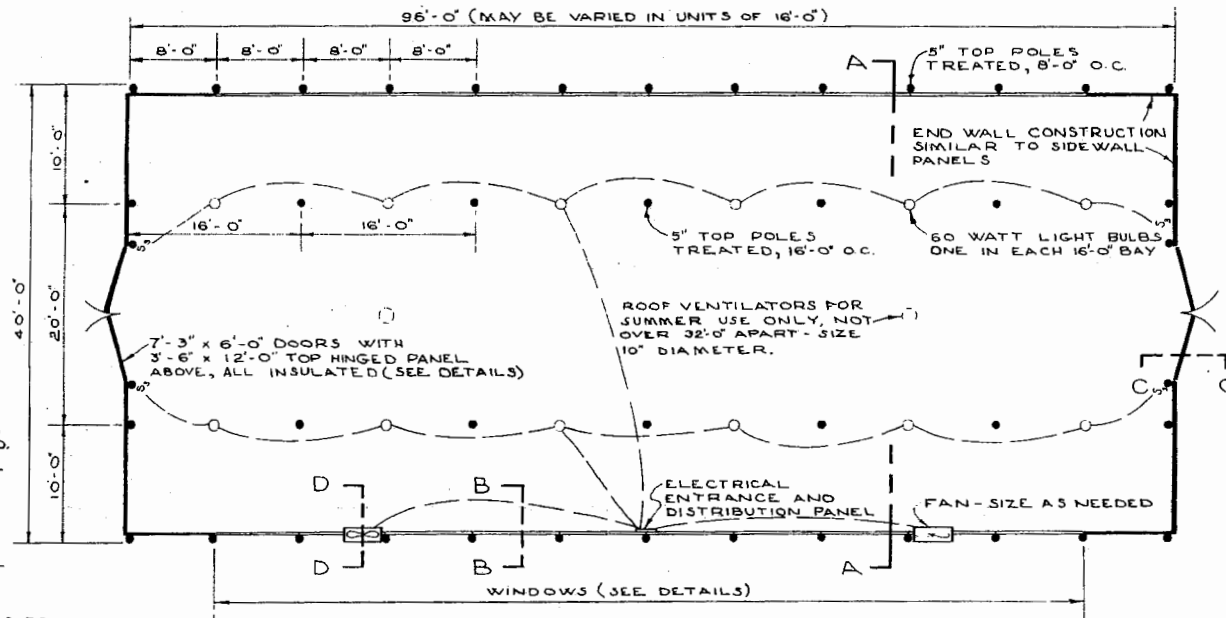 96'-0" (MAY BE VARIED IN UNITS OF 16'-0")
8'-0" 8'-0" 8'-0" 8'-0"
A
5" TOP POLES
TREATED, 8'-0" O.C.
END WALL CONSTRUCTION
SIMILAR TO SIDEWALL
PANELS
40'-0"
10'-0"
20'-0"
10'-0"
16'-0" 16'-0"
S3
S3
5" TOP POLES
TREATED, 16'-0" O.C.
60 WATT LIGHT BULBS
ONE IN EACH 16'-0" BAY
ROOF VENTILATORS FOR
SUMMER USE ONLY, NOT
OVER 32'-0" APART - SIZE
10" DIAMETER.
7'-3" x 6'-0" DOORS WITH
3'-6" x 12'-0" TOP HINGED PANEL
ABOVE, ALL INSULATED (SEE DETAILS)
S3
C
S3
D
B
ELECTRICAL
ENTRANCE AND
DISTRIBUTION PANEL
FAN-SIZE AS NEEDED
D
B
A
WINDOWS (SEE DETAILS)